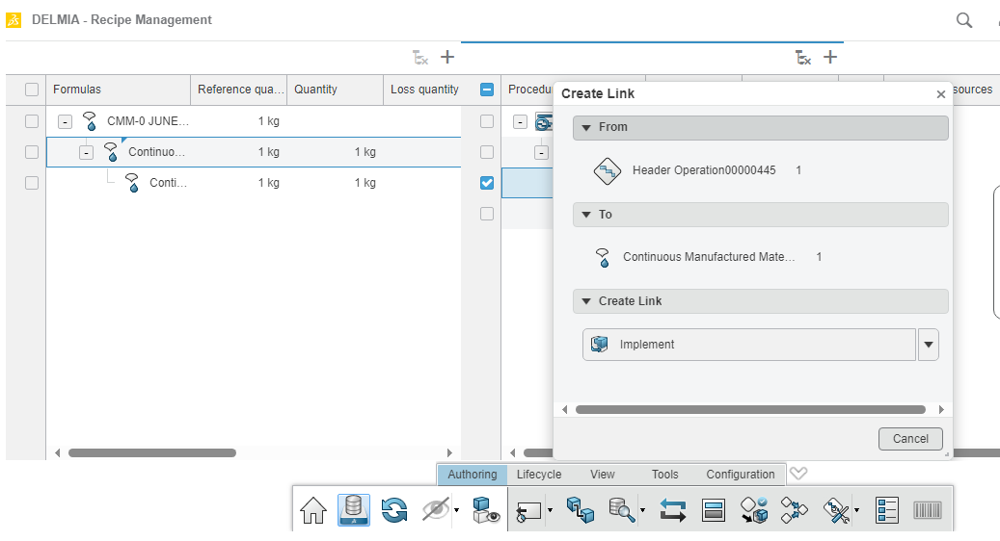 DELMIA - Recipe Management
Formulas Reference qua... Quantity Loss quantity Procedu sources
CMM-0 JUNE... 1 kg
Continuo... 1 kg 1 kg
Conti... 1 kg 1 kg
Create Link
From
Header Operation00000445 1
To
Continuous Manufactured Mate... 1
Create Link
Implement
Cancel
Authoring Lifecycle View Tools Configuration